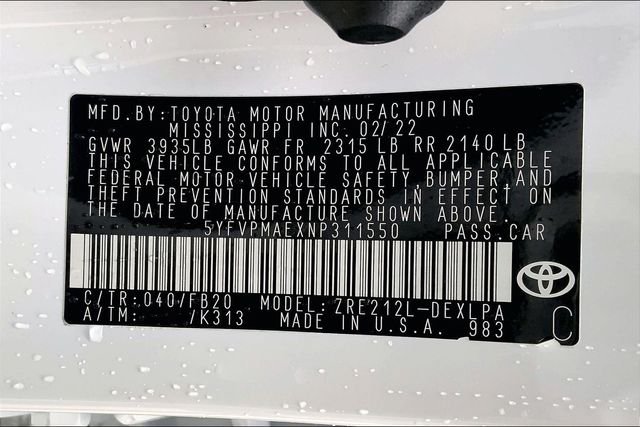 MFD. BY: TOYOTA MOTOR MANUFACTURING
MISSISSIPPI INC. 02/22
GVWR 3935LB GAWR FR 2315 LB RR 2140 LB
THIS VEHICLE CONFORMS TO ALL APPLICABLE
FEDERAL MOTOR VEHICLE SAFETY, BUMPER, AND
THEFT PREVENTION STANDARDS IN EFFECT ON
THE DATE OF MANUFACTURE SHOWN ABOVE.
5YFVPMAEXNP311550 PASS. CAR
C/TR: 040/FB20 MODEL: ZRE212L-DEXLPA
A/TM: /K313 MADE IN U.S.A. 983
C